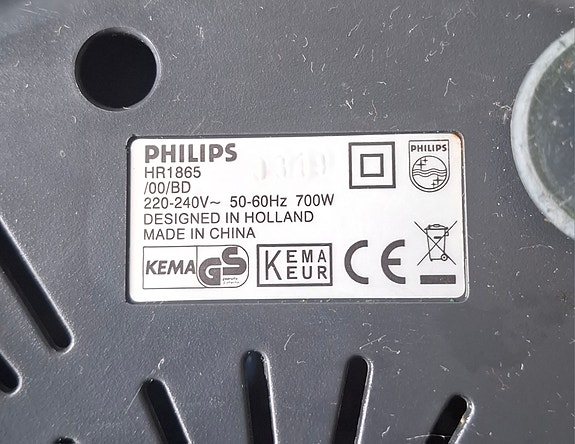 PHILIPS
HR1865
/00/BD
220-240V~ 50-60Hz 700W
DESIGNED IN HOLLAND
MADE IN CHINA
PHILIPS
KEMA GS
KEMA
KEUR
CE